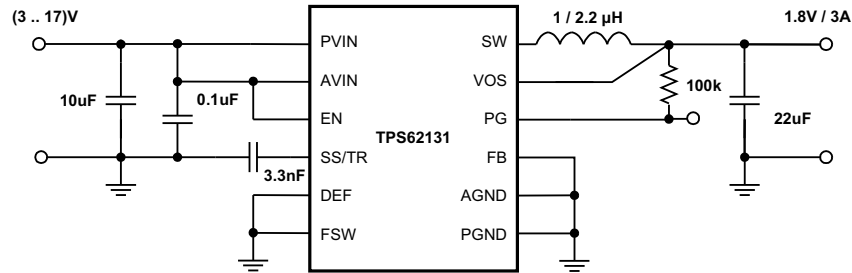 (3 .. 17)V
1 / 2.2 µH
1.8V / 3A
PVIN
SW
AVIN
VOS
10uF
0.1uF
100k
EN
PG
22uF
TPS62131
SS/TR
FB
3.3nF
DEF
AGND
FSW
PGND